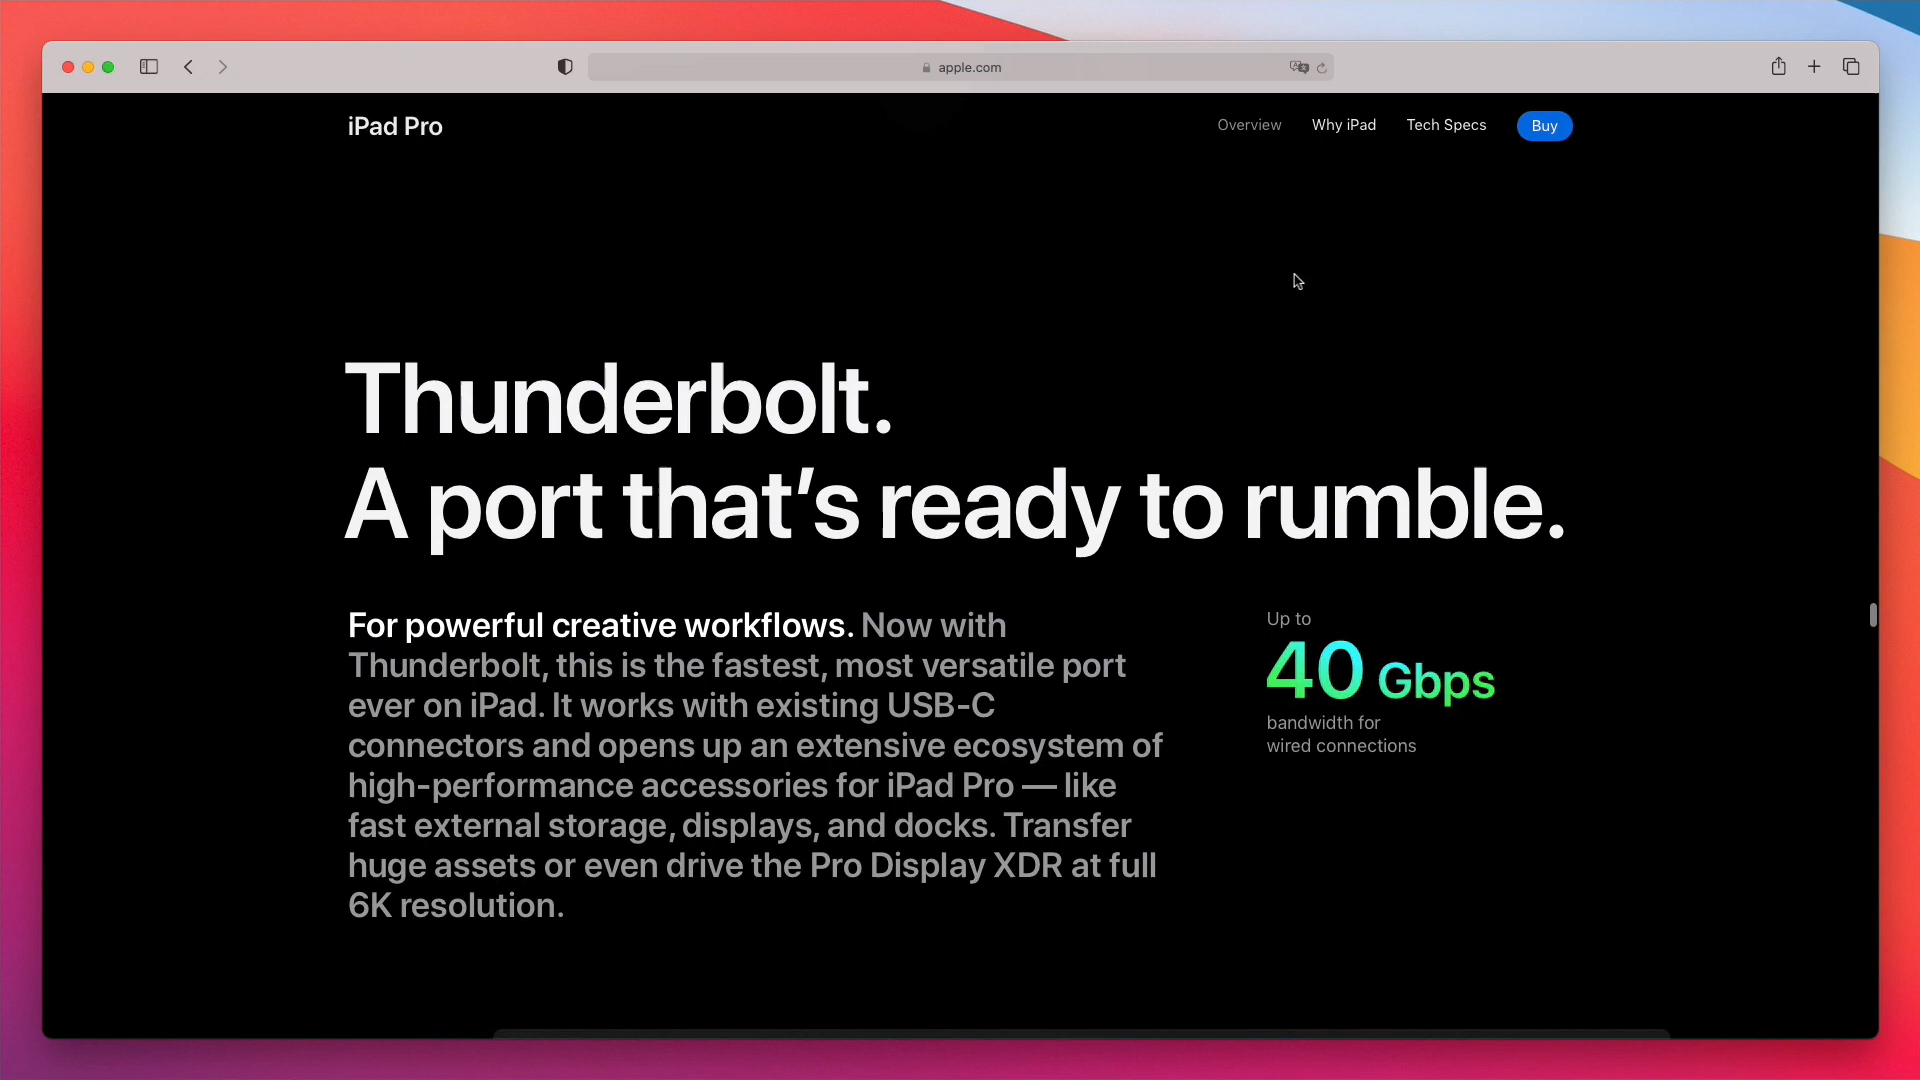 apple.com
iPad Pro
Overview
Why iPad
Tech Specs
Buy
Thunderbolt.
A port that’s ready to rumble.
For powerful creative workflows. Now with
Thunderbolt, this is the fastest, most versatile port
ever on iPad. It works with existing USB-C
connectors and opens up an extensive ecosystem of
high-performance accessories for iPad Pro — like
fast external storage, displays, and docks. Transfer
huge assets or even drive the Pro Display XDR at full
6K resolution.
Up to
40 Gbps
bandwidth for
wired connections